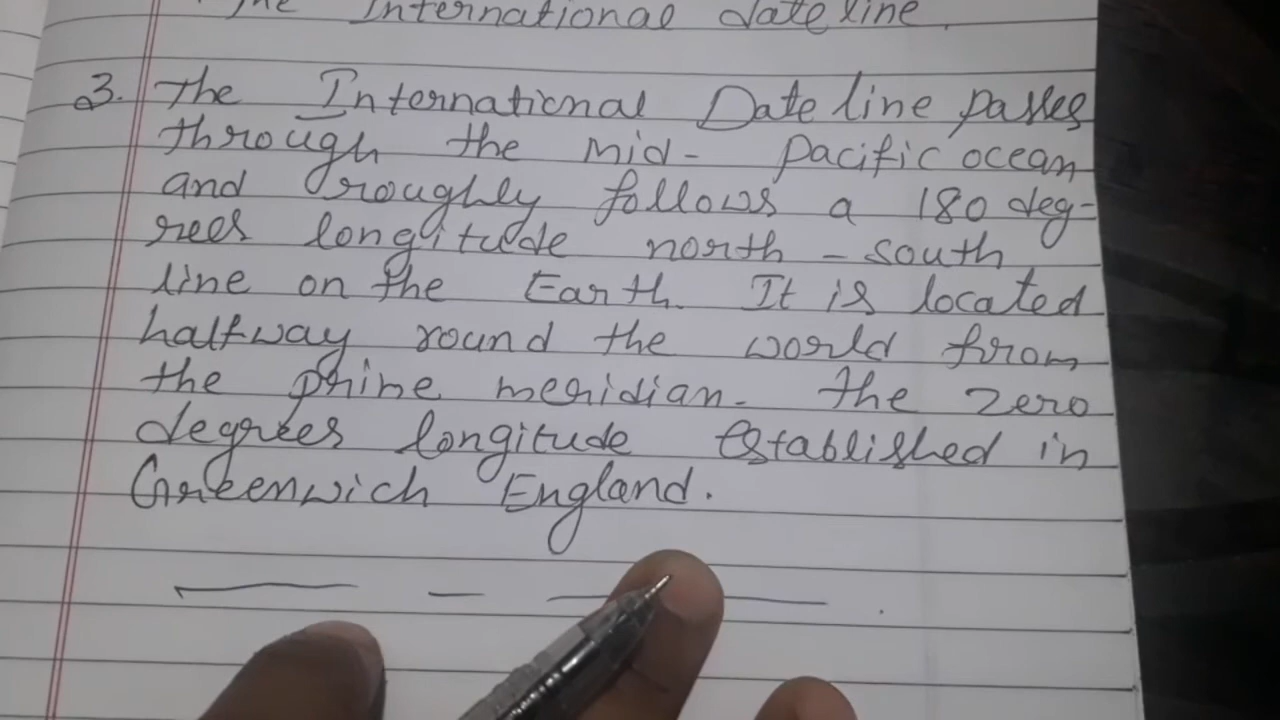 The International date line.
3. The International Date line passes
through the mid- pacific ocean
and roughly follows a 180 deg-
rees longitude north - south
line on the Earth. It is located
halfway round the world from
the prime meridian. the zero
degrees longitude established in
Greenwich England.